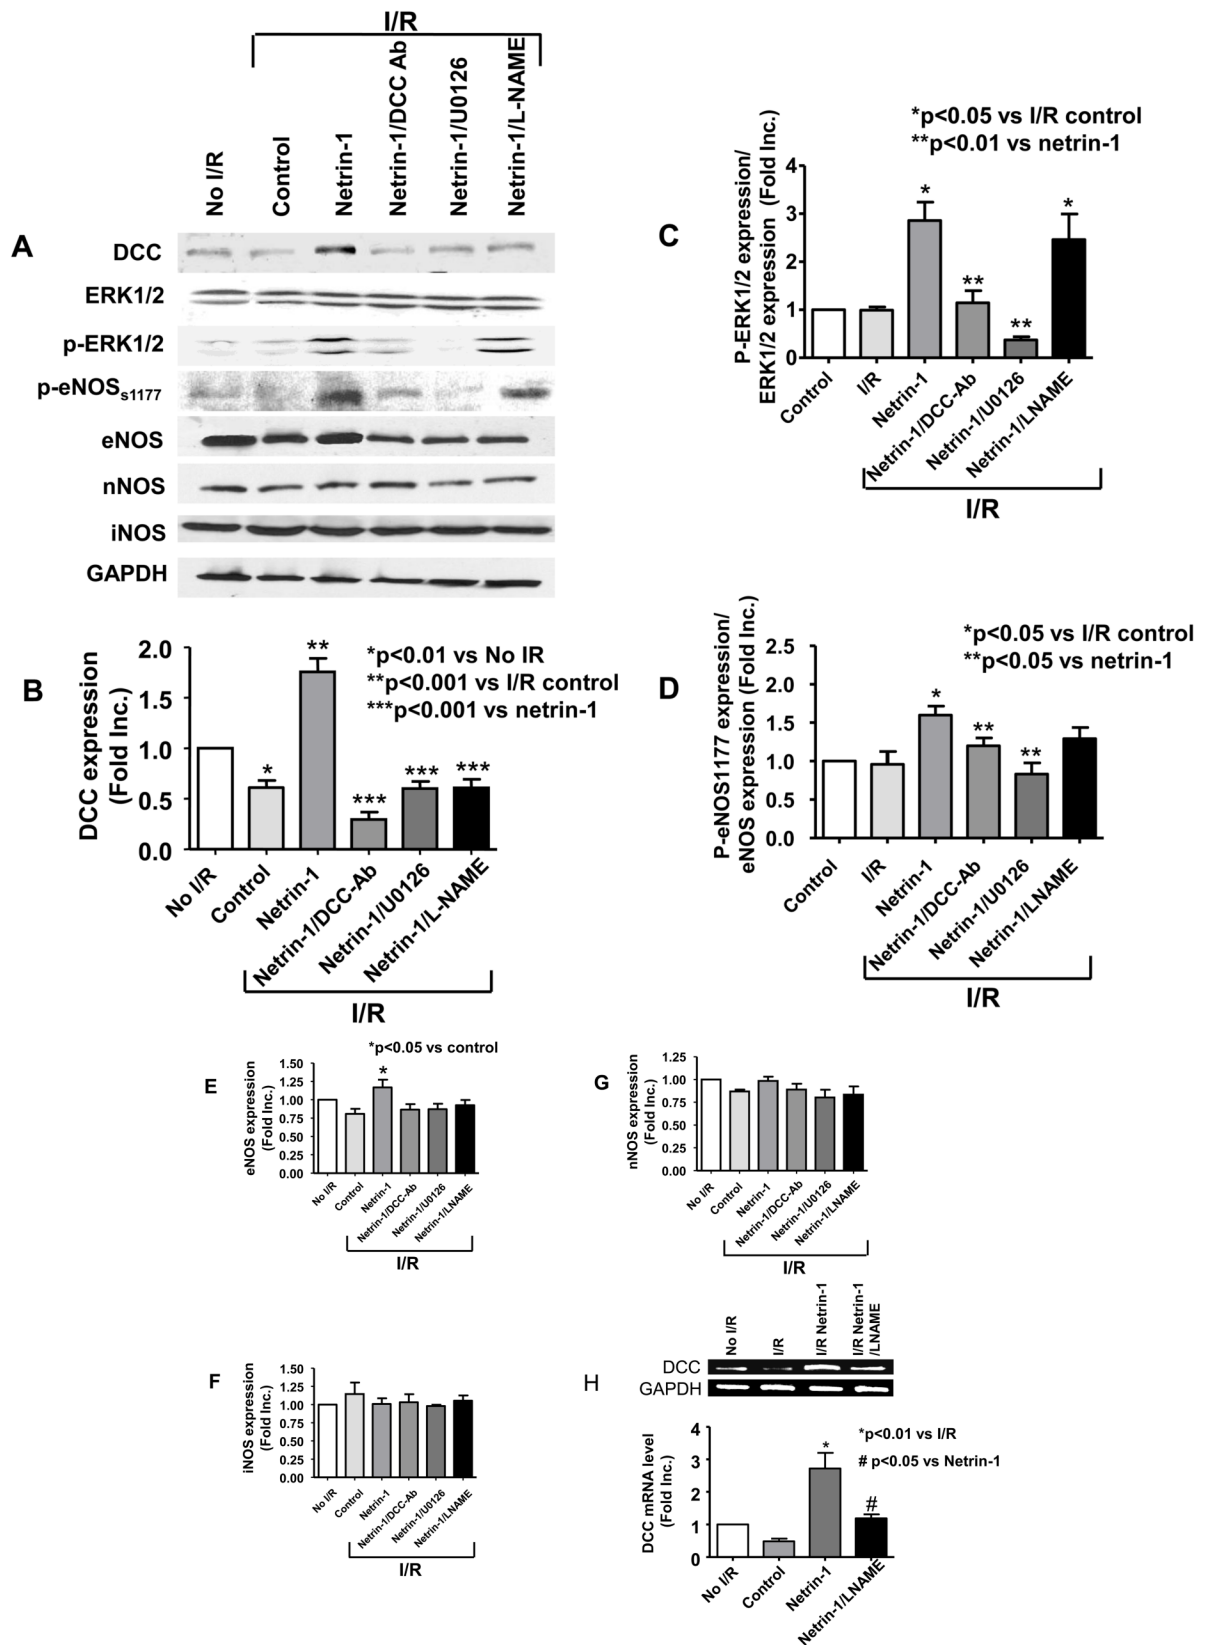 I/R
No I/R
Control
Netrin-1
Netrin-1/DCC Ab
Netrin-1/U0126
Netrin-1/L-NAME
A
DCC
ERK1/2
p-ERK1/2
p-eNOSs1177
eNOS
nNOS
iNOS
GAPDH
B
DCC expression
(Fold Inc.)
2.0
1.5
1.0
0.5
0.0
*
**
***
***
***
*p<0.01 vs No IR
**p<0.001 vs I/R control
***p<0.001 vs netrin-1
No I/R
Control
Netrin-1
Netrin-1/DCC-Ab
Netrin-1/U0126
Netrin-1/L-NAME
I/R
C
P-ERK1/2 expression/
ERK1/2 expression (Fold Inc.)
4
3
2
1
0
*
**
**
*
*p<0.05 vs I/R control
**p<0.01 vs netrin-1
Control
I/R
Netrin-1
Netrin-1/DCC-Ab
Netrin-1/U0126
Netrin-1/LNAME
I/R
D
P-eNOS1177 expression/
eNOS expression (Fold Inc.)
2.5
2.0
1.5
1.0
0.5
0.0
*
**
**
*p<0.05 vs I/R control
**p<0.05 vs netrin-1
Control
I/R
Netrin-1
Netrin-1/DCC-Ab
Netrin-1/U0126
Netrin-1/LNAME
I/R
E
eNOS expression
(Fold Inc.)
1.50
1.25
1.00
0.75
0.50
0.25
0.00
*
*p<0.05 vs control
No I/R
Control
Netrin-1
Netrin-1/DCC-Ab
Netrin-1/U0126
Netrin-1/LNAME
I/R
G
nNOS expression
(Fold Inc.)
1.25
1.00
0.75
0.50
0.25
0.00
No I/R
Control
Netrin-1
Netrin-1/DCC-Ab
Netrin-1/U0126
Netrin-1/LNAME
I/R
F
iNOS expression
(Fold Inc.)
1.50
1.25
1.00
0.75
0.50
0.25
0.00
No I/R
Control
Netrin-1
Netrin-1/DCC-Ab
Netrin-1/U0126
Netrin-1/LNAME
I/R
H
No I/R
I/R
I/R Netrin-1
I/R Netrin-1
/LNAME
DCC
GAPDH
DCC mRNA level
(Fold Inc.)
4
3
2
1
0
*
#
*p<0.01 vs I/R
# p<0.05 vs Netrin-1
No I/R
Control
Netrin-1
Netrin-1/LNAME